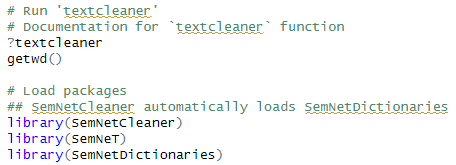 # Run 'textcleaner'
# Documentation for `textcleaner` function
?textcleaner
getwd()
# Load packages
## SemNetCleaner automatically loads SemNetDictionaries
library(SemNetCleaner)
library(SemNeT)
library(SemNetDictionaries)